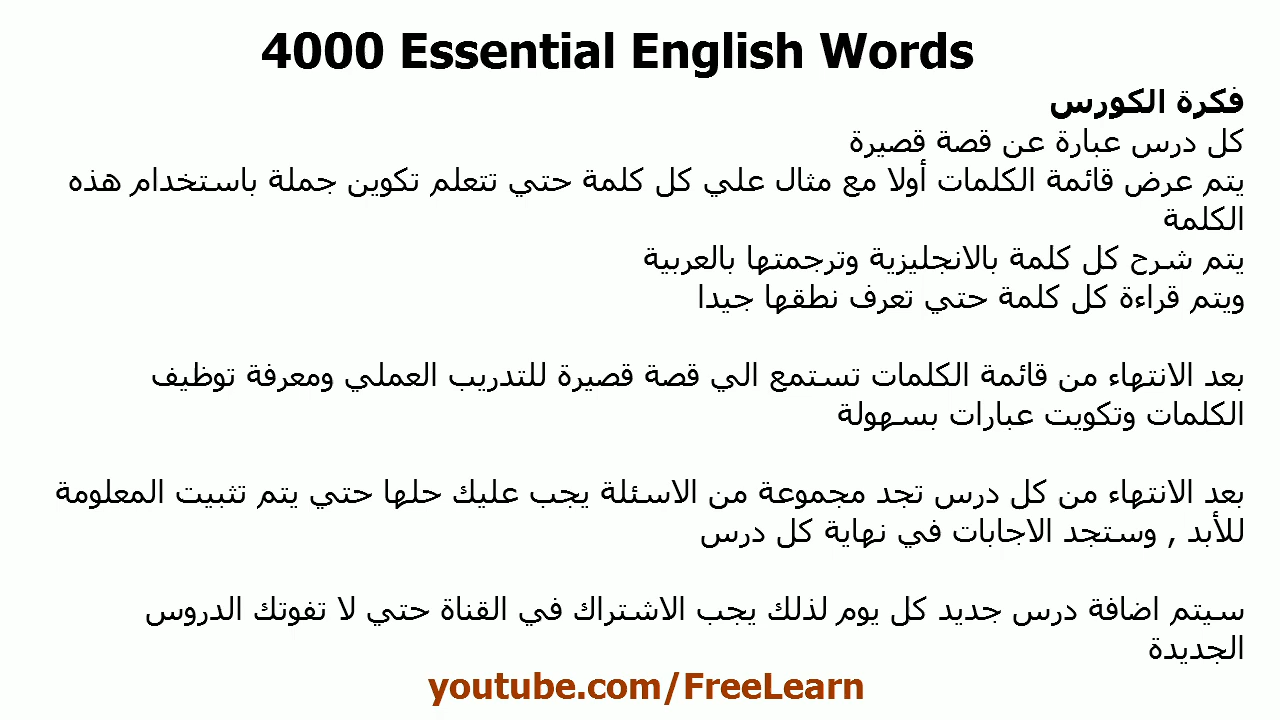 4000 Essential English Words
فكرة الكورس
كل درس عبارة عن قصة قصيرة
يتم عرض قائمة الكلمات أولا مع مثال علي كل كلمة حتي تتعلم تكوين جملة باستخدام هذه
الكلمة
يتم شرح كل كلمة بالانجليزية وترجمتها بالعربية
ويتم قراءة كل كلمة حتي تعرف نطقها جيدا
بعد الانتهاء من قائمة الكلمات تستمع الي قصة قصيرة للتدريب العملي ومعرفة توظيف
الكلمات وتكويت عبارات بسهولة
بعد الانتهاء من كل درس تجد مجموعة من الاسئلة يجب عليك حلها حتي يتم تثبيت المعلومة
للأبد , وستجد الاجابات في نهاية كل درس
سيتم اضافة درس جديد كل يوم لذلك يجب الاشتراك في القناة حتي لا تفوتك الدروس
الجديدة
youtube.com/FreeLearn